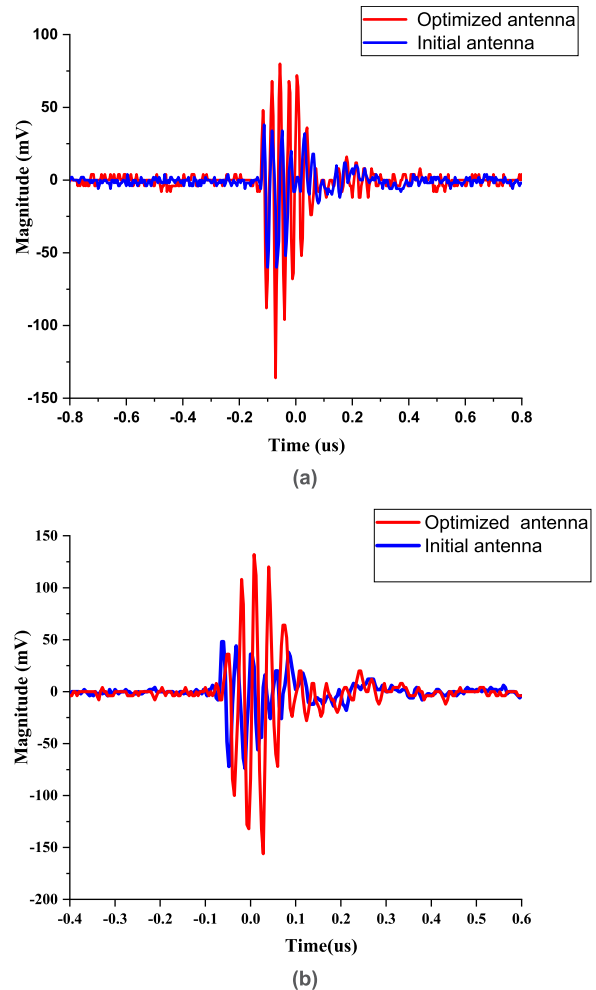 Optimized antenna
Initial antenna
100
50
0
-50
-100
-150
Magnitude (mV)
-0.8 -0.6 -0.4 -0.2 0.0 0.2 0.4 0.6 0.8
Time (us)
(a)
Optimized antenna
Initial antenna
150
100
50
0
-50
-100
-150
-200
Magnitude (mV)
-0.4 -0.3 -0.2 -0.1 0.0 0.1 0.2 0.3 0.4 0.5 0.6
Time(us)
(b)